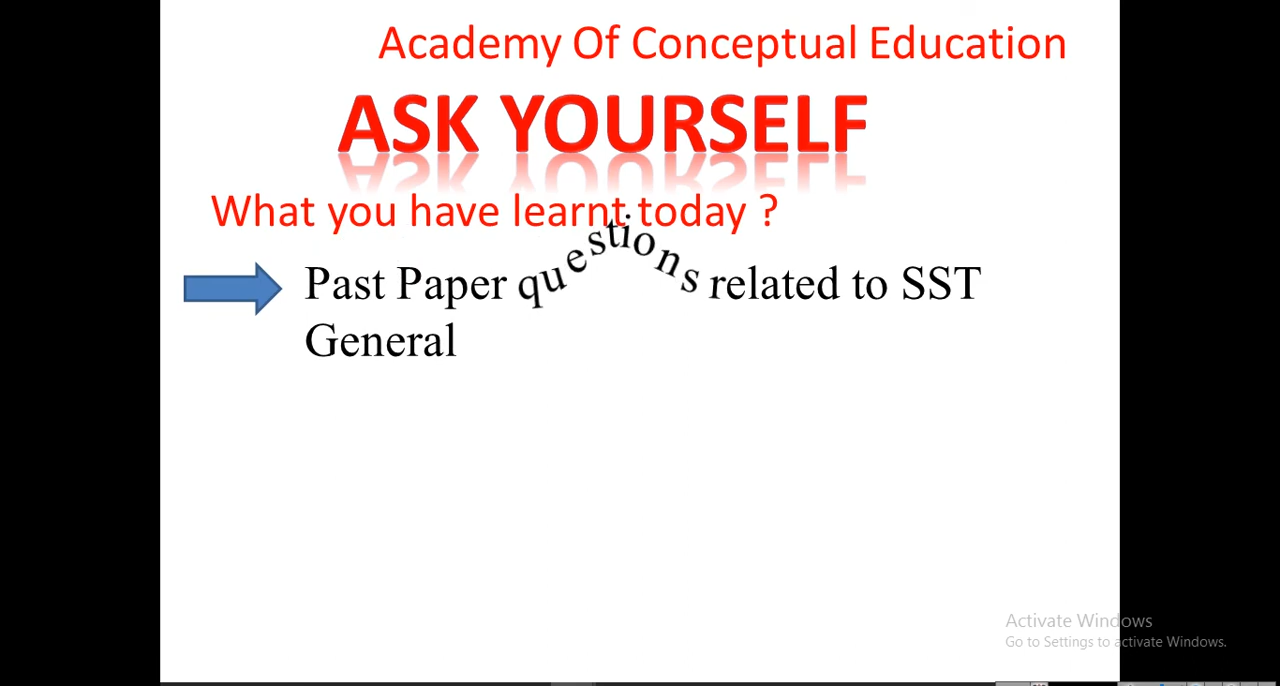 Academy Of Conceptual Education
ASK YOURSELF
What you have learnt today ?
Past Paper questions related to SST
General
Activate Windows
Go to Settings to activate Windows.